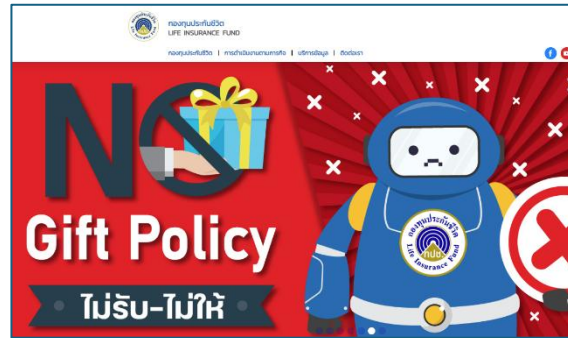 กองทุนประกันชีวิต
LIFE INSURANCE FUND
กองทุนประกันชีวิต | การดำเนินงานตามภารกิจ | บริการข้อมูล | ติดต่อเรา
NO
Gift Policy
ไม่รับ-ไม่ให้
กองทุนประกันชีวิต
กปช.
Life Insurance Fund